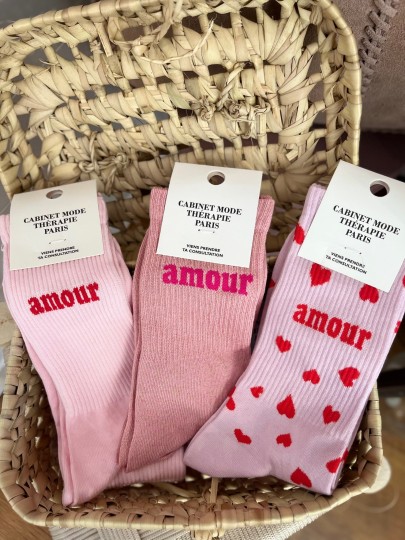 CABINET MODE
THÉRAPIE
PARIS
VIENS PRENDRE
TA CONSULTATION
amour
CABINET MODE
THÉRAPIE
PARIS
VIENS PRENDRE
TA CONSULTATION
amour
CABINET MODE
THÉRAPIE
PARIS
VIENS PRENDRE
TA CONSULTATION
amour